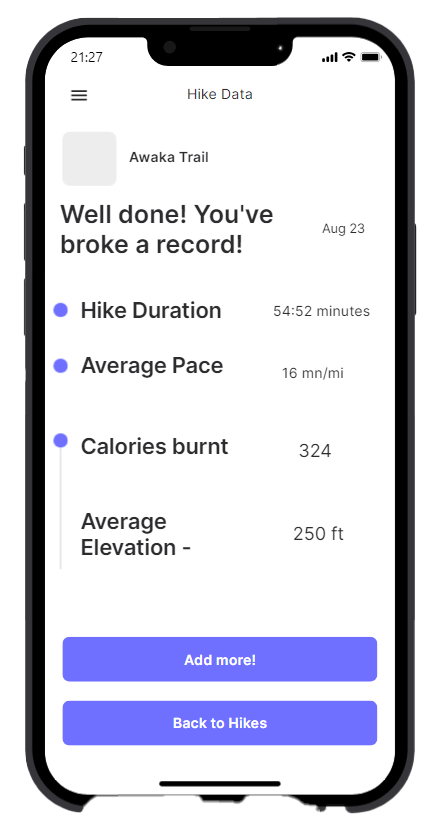 21:27
Hike Data
Awaka Trail
Well done! You've
broke a record!
Aug 23
Hike Duration
54:52 minutes
Average Pace
16 mn/mi
Calories burnt
324
Average
Elevation -
250 ft
Add more!
Back to Hikes